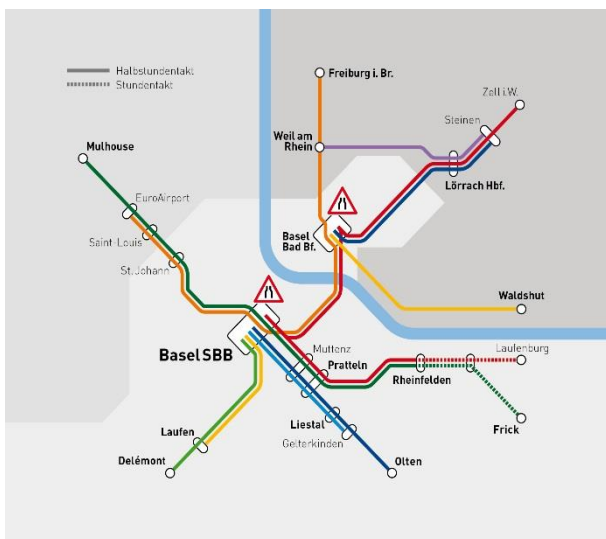 Halbstundentakt
Stundentakt
Freiburg i. Br.
Zell i.W.
Steinen
Weil am
Rhein
Mulhouse
Lörrach Hbf.
EuroAirport
Saint-Louis
St. Johann
Basel
Bad Bf.
Waldshut
Basel SBB
Muttenz
Pratteln
Laufenburg
Rheinfelden
Liestal
Gelterkinden
Laufen
Frick
Delémont
Olten